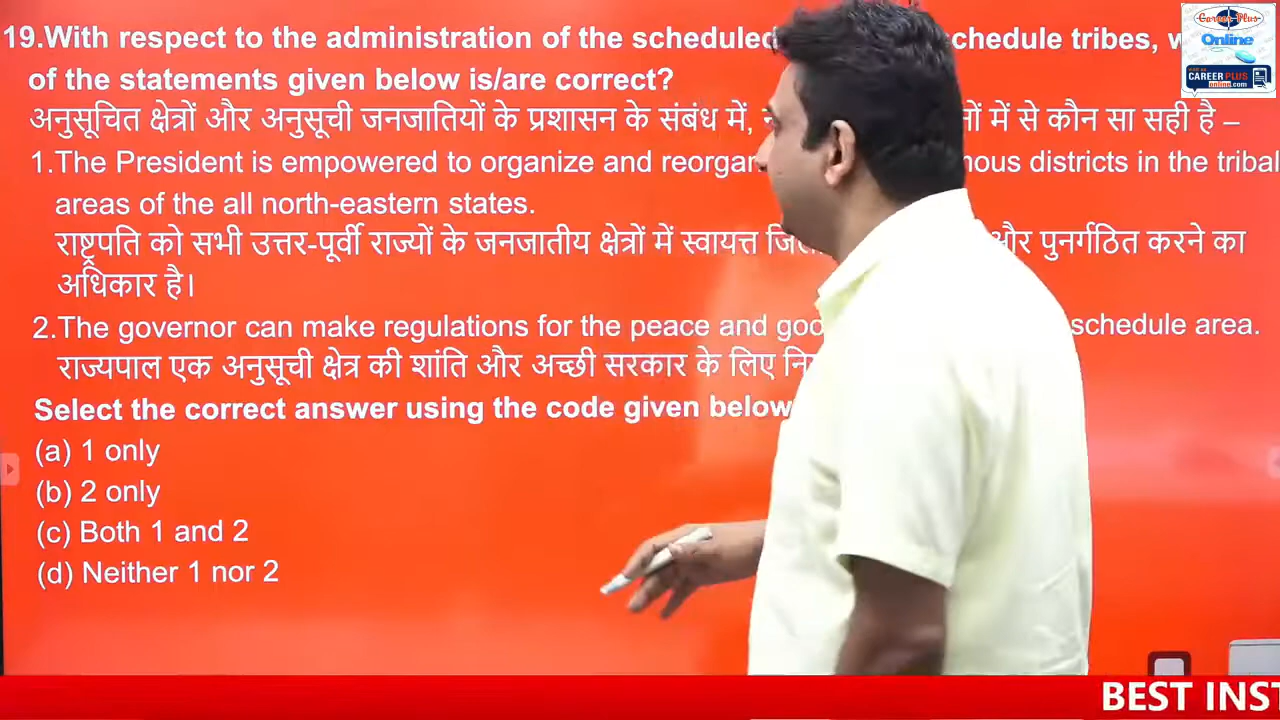 19.With respect to the administration of the scheduled chedule tribes, w
of the statements given below is/are correct?
अनुसूचित क्षेत्रों और अनुसूची जनजातियों के प्रशासन के संबंध में, नों में से कौन सा सही है –
1.The President is empowered to organize and reorgan mous districts in the tribal
areas of the all north-eastern states.
राष्ट्रपति को सभी उत्तर-पूर्वी राज्यों के जनजातीय क्षेत्रों में स्वायत्त और पुनर्गठित करने का
अधिकार है।
2.The governor can make regulations for the peace and goo schedule area.
राज्यपाल एक अनुसूची क्षेत्र की शांति और अच्छी सरकार के लिए
Select the correct answer using the code given below
(a) 1 only
(b) 2 only
(c) Both 1 and 2
(d) Neither 1 nor 2
Career Plus
Online
CAREER PLUS
online.com
BEST INST